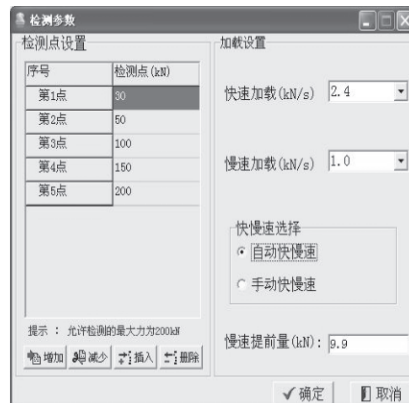 检测参数
检测点设置
序号 检测点(kN)
第1点 30
第2点 50
第3点 100
第4点 150
第5点 200
提示 : 允许检测的最大力为200kN
增加 减少 插入 删除
加载设置
快速加载(kN/s) 2.4
慢速加载(kN/s) 1.0
快慢速选择
自动快慢速
手动快慢速
慢速提前量(kN): 9.9
确定 取消